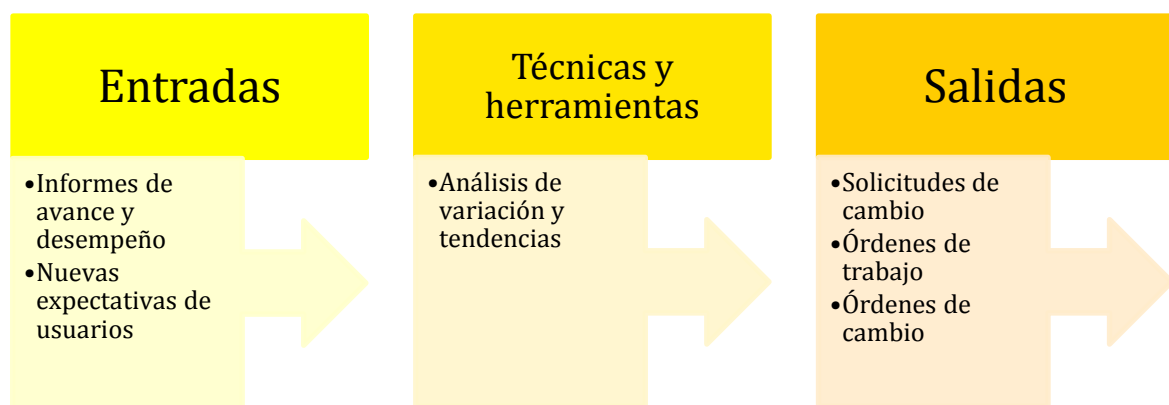 Entradas
•Informes de
avance y
desempeño
•Nuevas
expectativas de
usuarios
Técnicas y
herramientas
•Análisis de
variación y
tendencias
Salidas
•Solicitudes de
cambio
•Órdenes de
trabajo
•Órdenes de
cambio